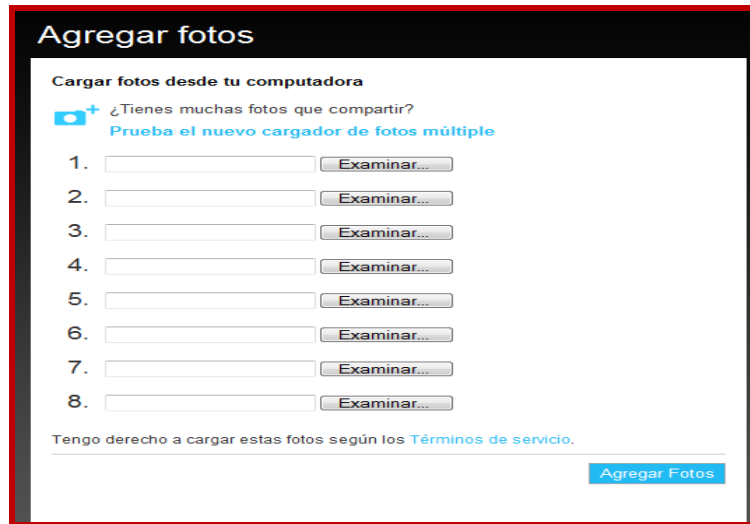 Agregar fotos
Cargar fotos desde tu computadora
¿Tienes muchas fotos que compartir?
Prueba el nuevo cargador de fotos múltiple
1. Examinar...
2. Examinar...
3. Examinar...
4. Examinar...
5. Examinar...
6. Examinar...
7. Examinar...
8. Examinar...
Tengo derecho a cargar estas fotos según los Términos de servicio.
Agregar Fotos